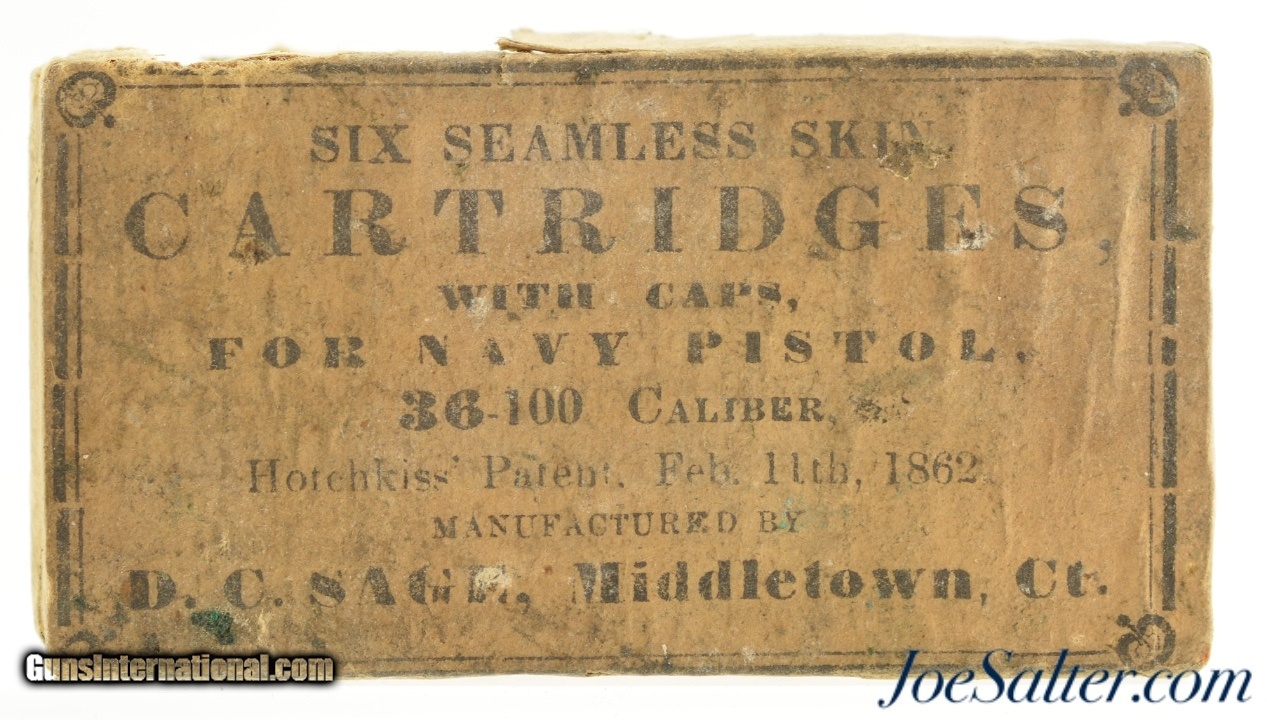 SIX SEAMLESS SKIN
CARTRIDGES,
WITH CAPS,
FOR NAVY PISTOL,
36-100 CALIBER,
Hotchkiss' Patent, Feb. 11th, 1862.
MANUFACTURED BY
D. C. SAGE, Middletown, Ct.
GunsInternational.com
JoeSalter.com